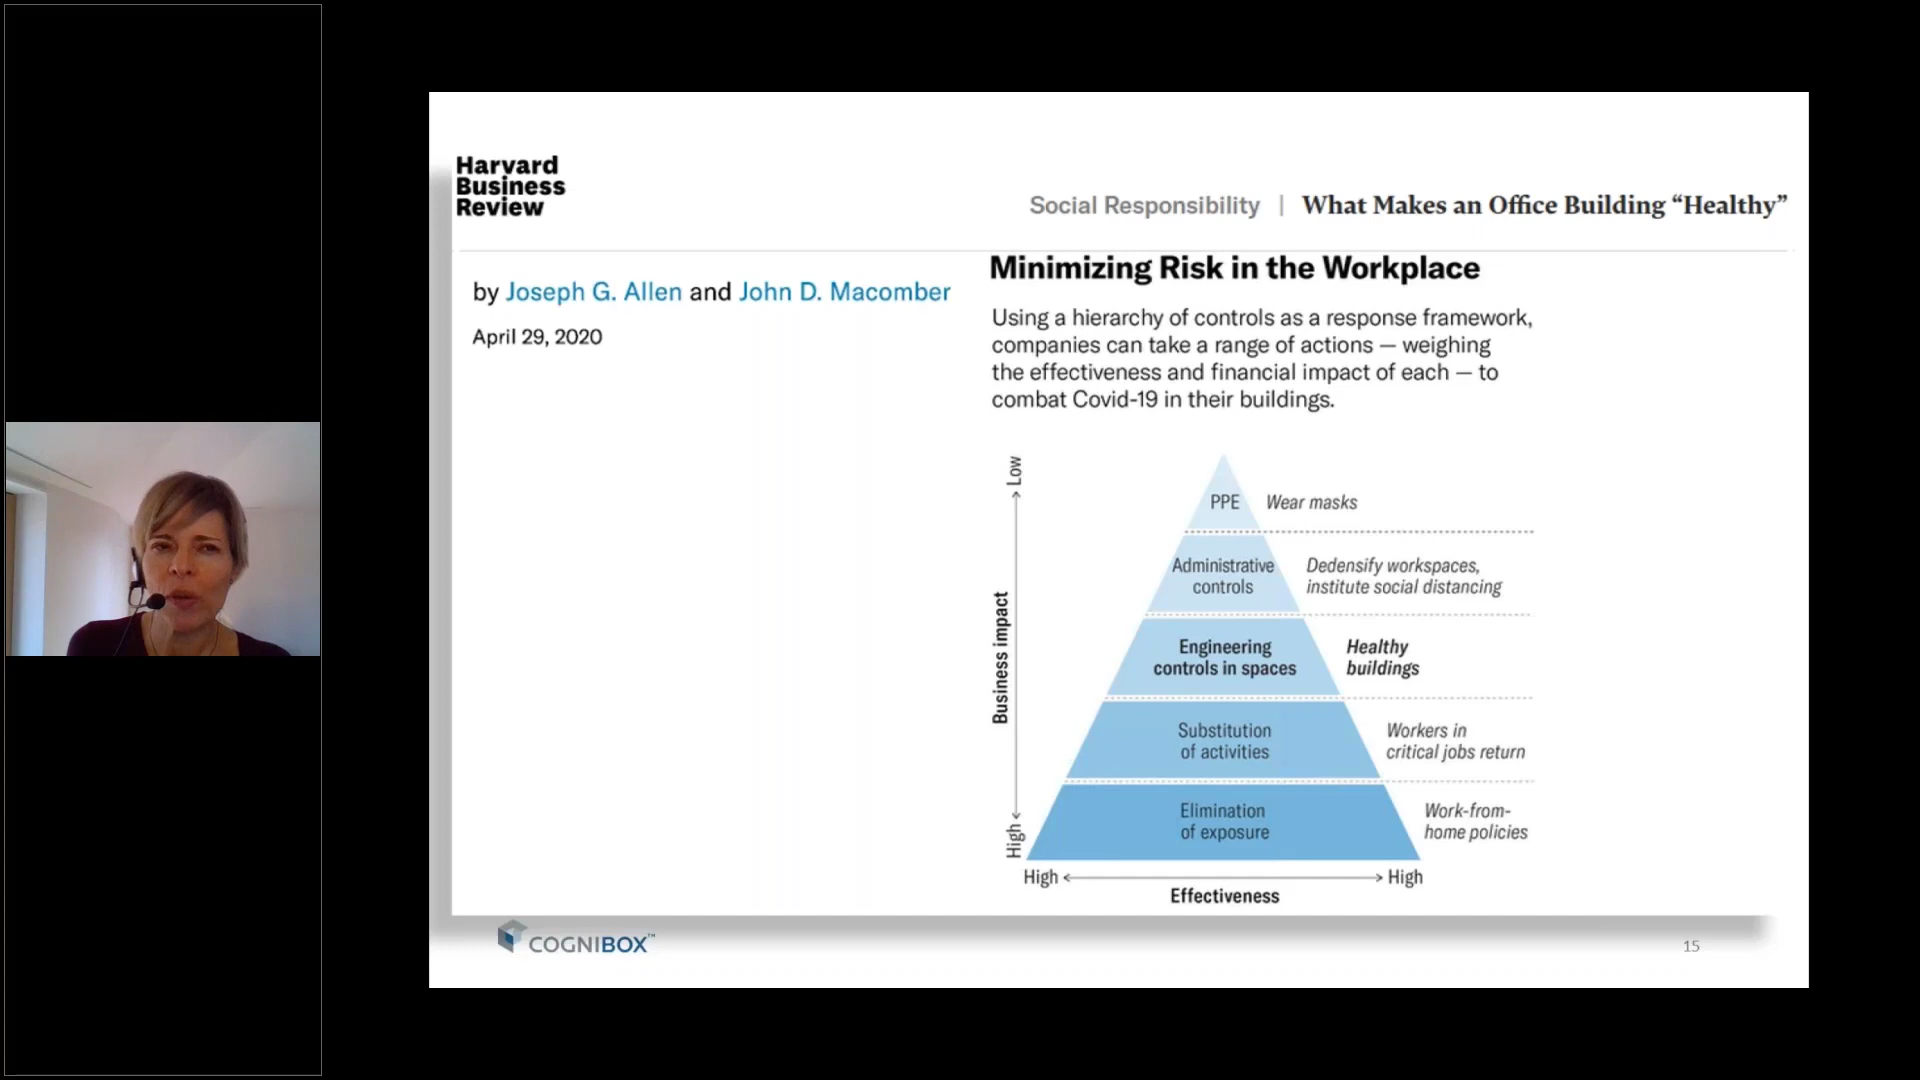 Harvard
Business
Review
Social Responsibility | What Makes an Office Building “Healthy”
by Joseph G. Allen and John D. Macomber
April 29, 2020
Minimizing Risk in the Workplace
Using a hierarchy of controls as a response framework,
companies can take a range of actions — weighing
the effectiveness and financial impact of each — to
combat Covid-19 in their buildings.
Low
Business impact
High
PPE
Wear masks
Administrative
controls
Dedensify workspaces,
institute social distancing
Engineering
controls in spaces
Healthy
buildings
Substitution
of activities
Workers in
critical jobs return
Elimination
of exposure
Work-from-
home policies
High
High
Effectiveness
COGNIBOX™
15